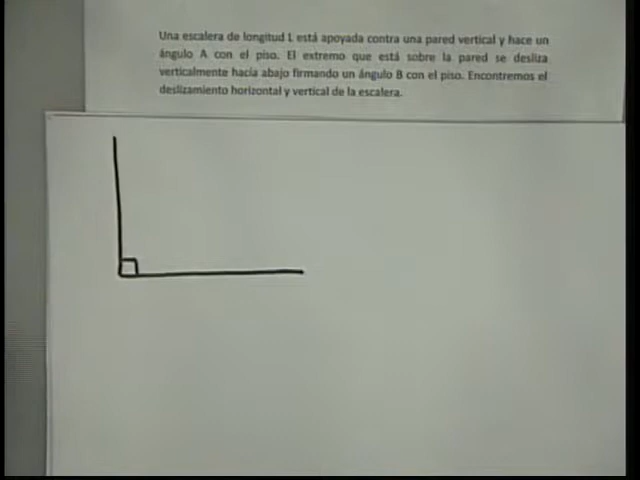 Una escalera de longitud L está apoyada contra una pared vertical y hace un
ángulo A con el piso. El extremo que está sobre la pared se desliza
verticalmente hacia abajo firmando un ángulo B con el piso. Encontremos el
deslizamiento horizontal y vertical de la escalera.